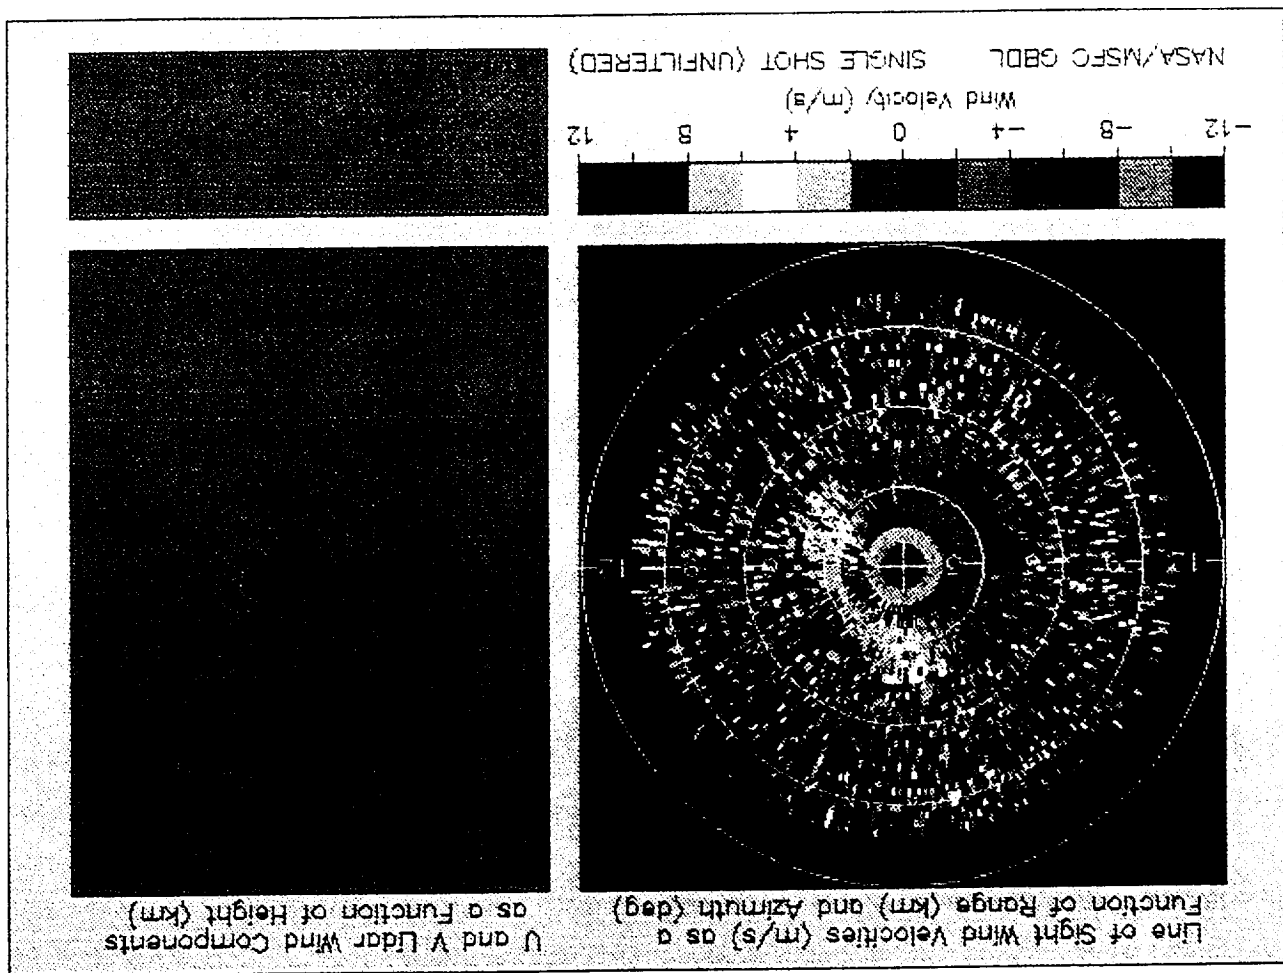 Line of Sight Wind Velocities (m/s) as a
Function of Range (km) and Azimuth (deg)
U and V Lidar Wind Components
as a Function of Height (km)
-12 -8 -4 0 4 8 12
Wind Velocity (m/s)
NASA/MSFC GBDL SINGLE SHOT (UNFILTERED)